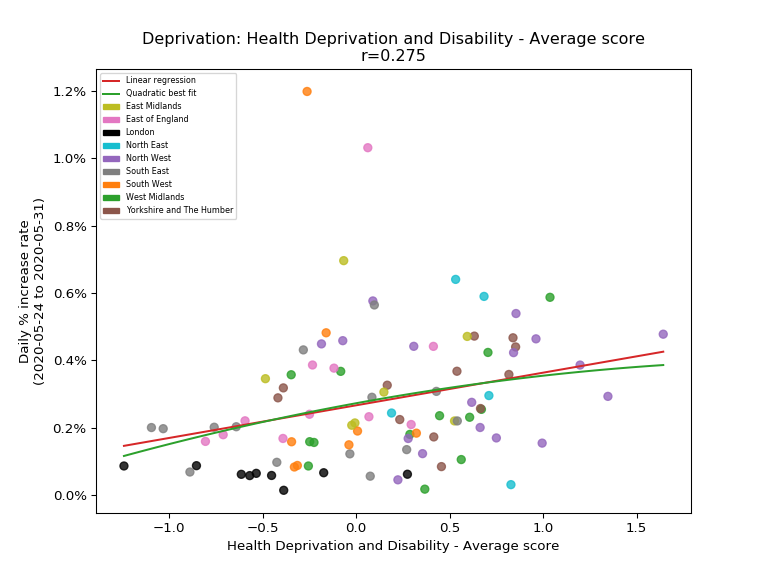 Deprivation: Health Deprivation and Disability - Average score
r=0.275
Linear regression
Quadratic best fit
East Midlands
East of England
London
North East
North West
South East
South West
West Midlands
Yorkshire and The Humber
1.2%
1.0%
0.8%
0.6%
0.4%
0.2%
0.0%
Daily % increase rate
(2020-05-24 to 2020-05-31)
−1.0
−0.5
0.0
0.5
1.0
1.5
Health Deprivation and Disability - Average score